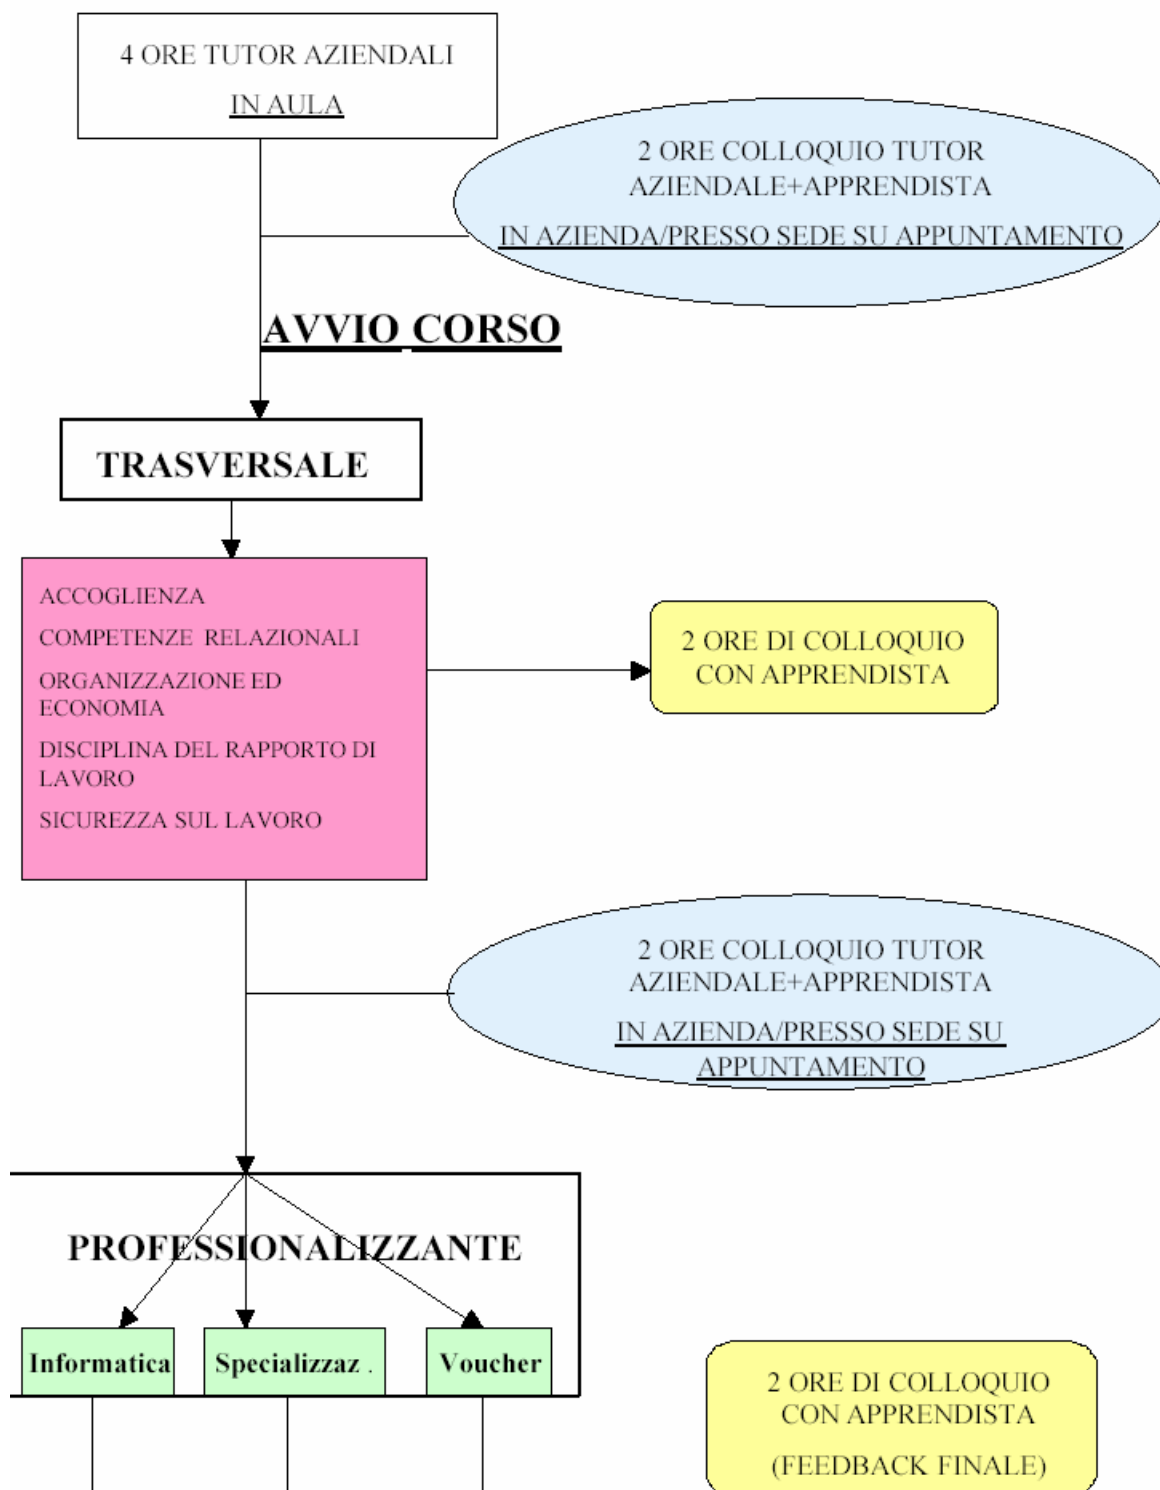 4 ORE TUTOR AZIENDALI
IN AULA
2 ORE COLLOQUIO TUTOR
AZIENDALE+APPRENDISTA
IN AZIENDA/PRESSO SEDE SU APPUNTAMENTO
AVVIO CORSO
TRASVERSALE
ACCOGLIENZA
COMPETENZE RELAZIONALI
ORGANIZZAZIONE ED
ECONOMIA
DISCIPLINA DEL RAPPORTO DI
LAVORO
SICUREZZA SUL LAVORO
2 ORE DI COLLOQUIO
CON APPRENDISTA
2 ORE COLLOQUIO TUTOR
AZIENDALE+APPRENDISTA
IN AZIENDA/PRESSO SEDE SU
APPUNTAMENTO
PROFESSIONALIZZANTE
Informatica
Specializzaz .
Voucher
2 ORE DI COLLOQUIO
CON APPRENDISTA
(FEEDBACK FINALE)